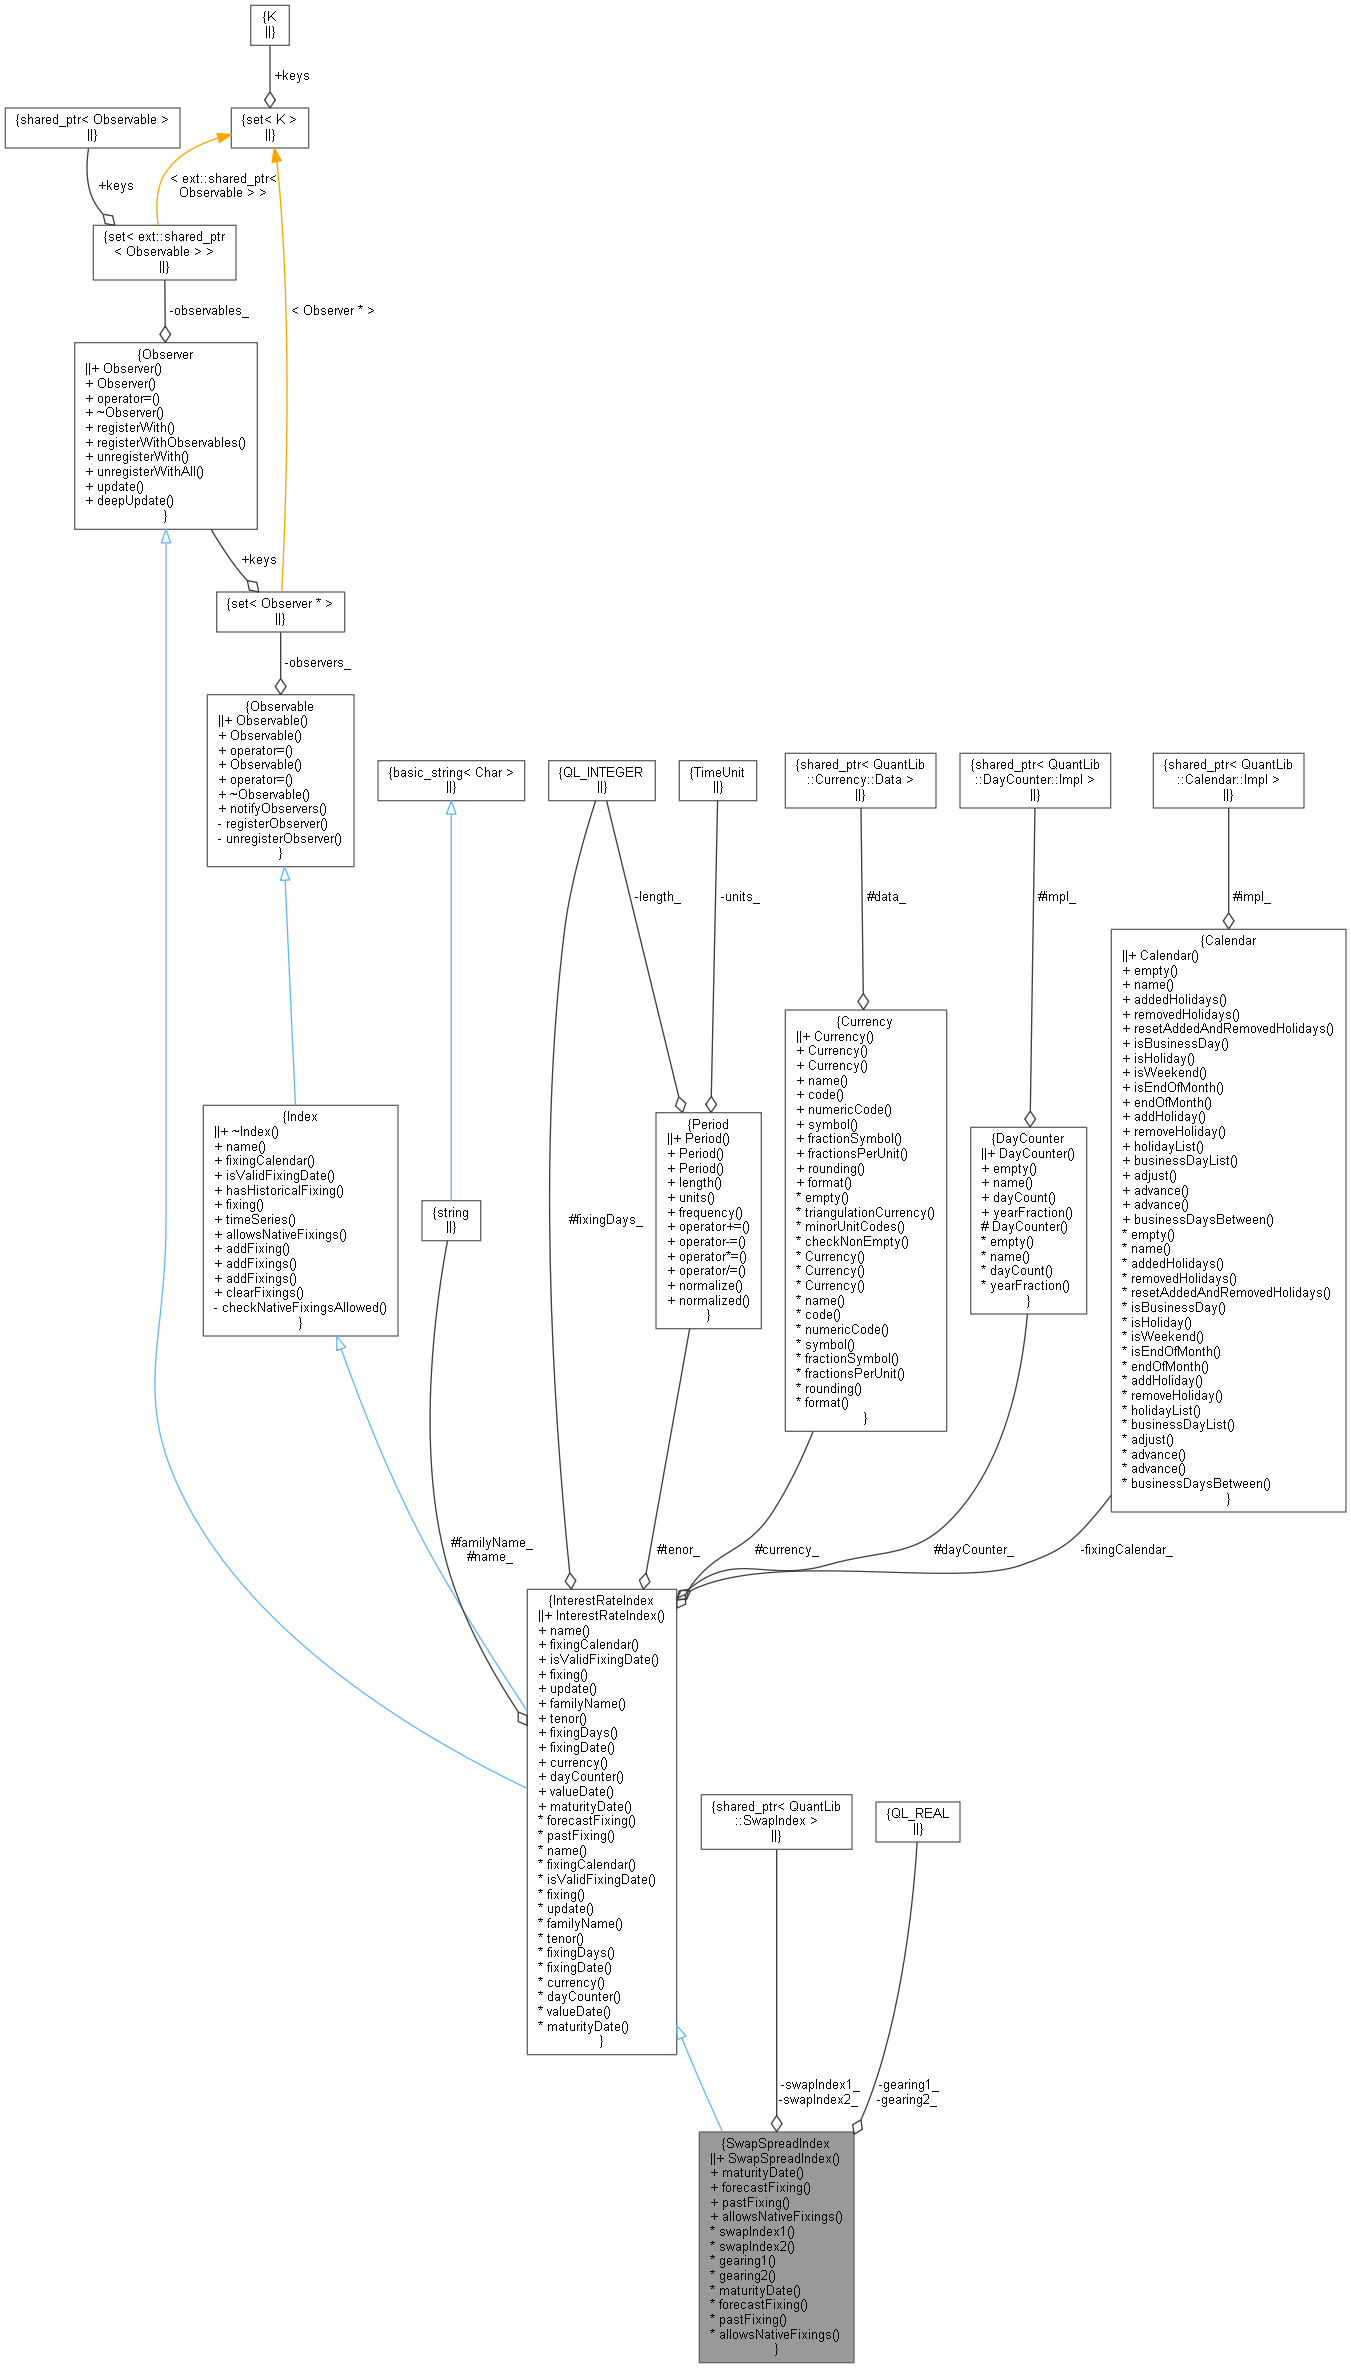 {K
||}
+keys
{shared_ptr< Observable >
||}
{set< K >
||}
+keys
< ext::shared_ptr<
Observable > >
{set< ext::shared_ptr
< Observable > >
||}
-observables_
< Observer * >
{Observer
||+ Observer()
+ Observer()
+ operator=()
+ ~Observer()
+ registerWith()
+ registerWithObservables()
+ unregisterWith()
+ unregisterWithAll()
+ update()
+ deepUpdate()
}
+keys
{set< Observer * >
||}
-observers_
{Observable
||+ Observable()
+ Observable()
+ operator=()
+ Observable()
+ operator=()
+ ~Observable()
+ notifyObservers()
- registerObserver()
- unregisterObserver()
}
{basic_string< Char >
||}
{QL_INTEGER
||}
{TimeUnit
||}
{shared_ptr< QuantLib
::Currency::Data >
||}
{shared_ptr< QuantLib
::DayCounter::Impl >
||}
{shared_ptr< QuantLib
::Calendar::Impl >
||}
-length_
-units_
#data_
#impl_
#impl_
{Calendar
||+ Calendar()
+ empty()
+ name()
+ addedHolidays()
+ removedHolidays()
+ resetAddedAndRemovedHolidays()
+ isBusinessDay()
+ isHoliday()
+ isWeekend()
+ isEndOfMonth()
+ endOfMonth()
+ addHoliday()
+ removeHoliday()
+ holidayList()
+ businessDayList()
+ adjust()
+ advance()
+ advance()
+ businessDaysBetween()
* empty()
* name()
* addedHolidays()
* removedHolidays()
* resetAddedAndRemovedHolidays()
* isBusinessDay()
* isHoliday()
* isWeekend()
* isEndOfMonth()
* endOfMonth()
* addHoliday()
* removeHoliday()
* holidayList()
* businessDayList()
* adjust()
* advance()
* advance()
* businessDaysBetween()
}
{Currency
||+ Currency()
+ Currency()
+ Currency()
+ name()
+ code()
+ numericCode()
+ symbol()
+ fractionSymbol()
+ fractionsPerUnit()
+ rounding()
+ format()
* empty()
* triangulationCurrency()
* minorUnitCodes()
* checkNonEmpty()
* Currency()
* Currency()
* Currency()
* name()
* code()
* numericCode()
* symbol()
* fractionSymbol()
* fractionsPerUnit()
* rounding()
* format()
}
{Index
||+ ~Index()
+ name()
+ fixingCalendar()
+ isValidFixingDate()
+ hasHistoricalFixing()
+ fixing()
+ timeSeries()
+ allowsNativeFixings()
+ addFixing()
+ addFixings()
+ addFixings()
+ clearFixings()
- checkNativeFixingsAllowed()
}
{string
||}
#fixingDays_
{Period
||+ Period()
+ Period()
+ Period()
+ length()
+ units()
+ frequency()
+ operator+=()
+ operator-=()
+ operator*=()
+ operator/=()
+ normalize()
+ normalized()
}
{DayCounter
||+ DayCounter()
+ empty()
+ name()
+ dayCount()
+ yearFraction()
# DayCounter()
* empty()
* name()
* dayCount()
* yearFraction()
}
#familyName_
#name_
#tenor_
#currency_
#dayCounter_
-fixingCalendar_
{InterestRateIndex
||+ InterestRateIndex()
+ name()
+ fixingCalendar()
+ isValidFixingDate()
+ fixing()
+ update()
+ familyName()
+ tenor()
+ fixingDays()
+ fixingDate()
+ currency()
+ dayCounter()
+ valueDate()
+ maturityDate()
* forecastFixing()
* pastFixing()
* name()
* fixingCalendar()
* isValidFixingDate()
* fixing()
* update()
* familyName()
* tenor()
* fixingDays()
* fixingDate()
* currency()
* dayCounter()
* valueDate()
* maturityDate()
}
{shared_ptr< QuantLib
::SwapIndex >
||}
{QL_REAL
||}
-swapIndex1_
-swapIndex2_
-gearing1_
-gearing2_
{SwapSpreadIndex
||+ SwapSpreadIndex()
+ maturityDate()
+ forecastFixing()
+ pastFixing()
+ allowsNativeFixings()
* swapIndex1()
* swapIndex2()
* gearing1()
* gearing2()
* maturityDate()
* forecastFixing()
* pastFixing()
* allowsNativeFixings()
}